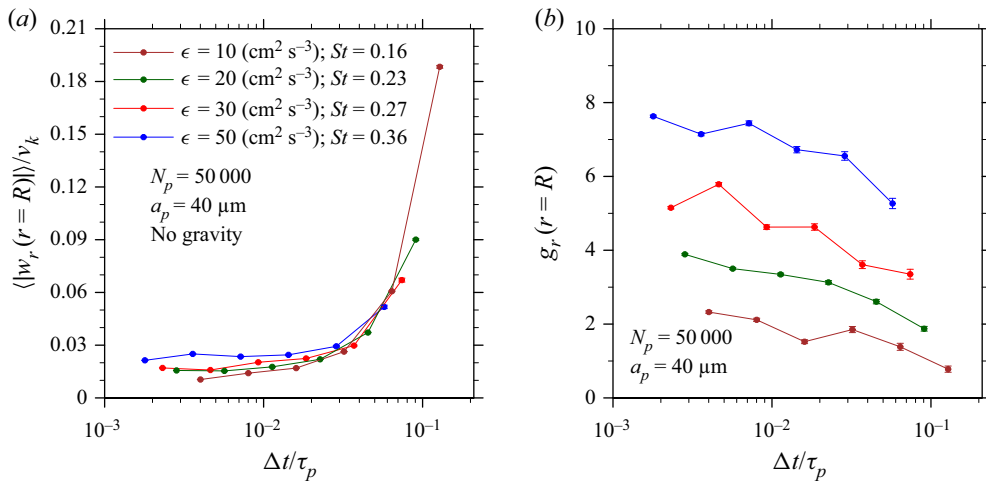 (a)
0.21
0.18
0.15
0.12
0.09
0.06
0.03
0
⟨|w_r (r = R)|⟩/v_k
ϵ = 10 (cm² s⁻³); St = 0.16
ϵ = 20 (cm² s⁻³); St = 0.23
ϵ = 30 (cm² s⁻³); St = 0.27
ϵ = 50 (cm² s⁻³); St = 0.36
N_p = 50 000
a_p = 40 µm
No gravity
10⁻³ 10⁻² 10⁻¹
Δt/τ_p
(b)
10
8
6
4
2
0
g_r (r = R)
N_p = 50 000
a_p = 40 µm
10⁻³ 10⁻² 10⁻¹
Δt/τ_p